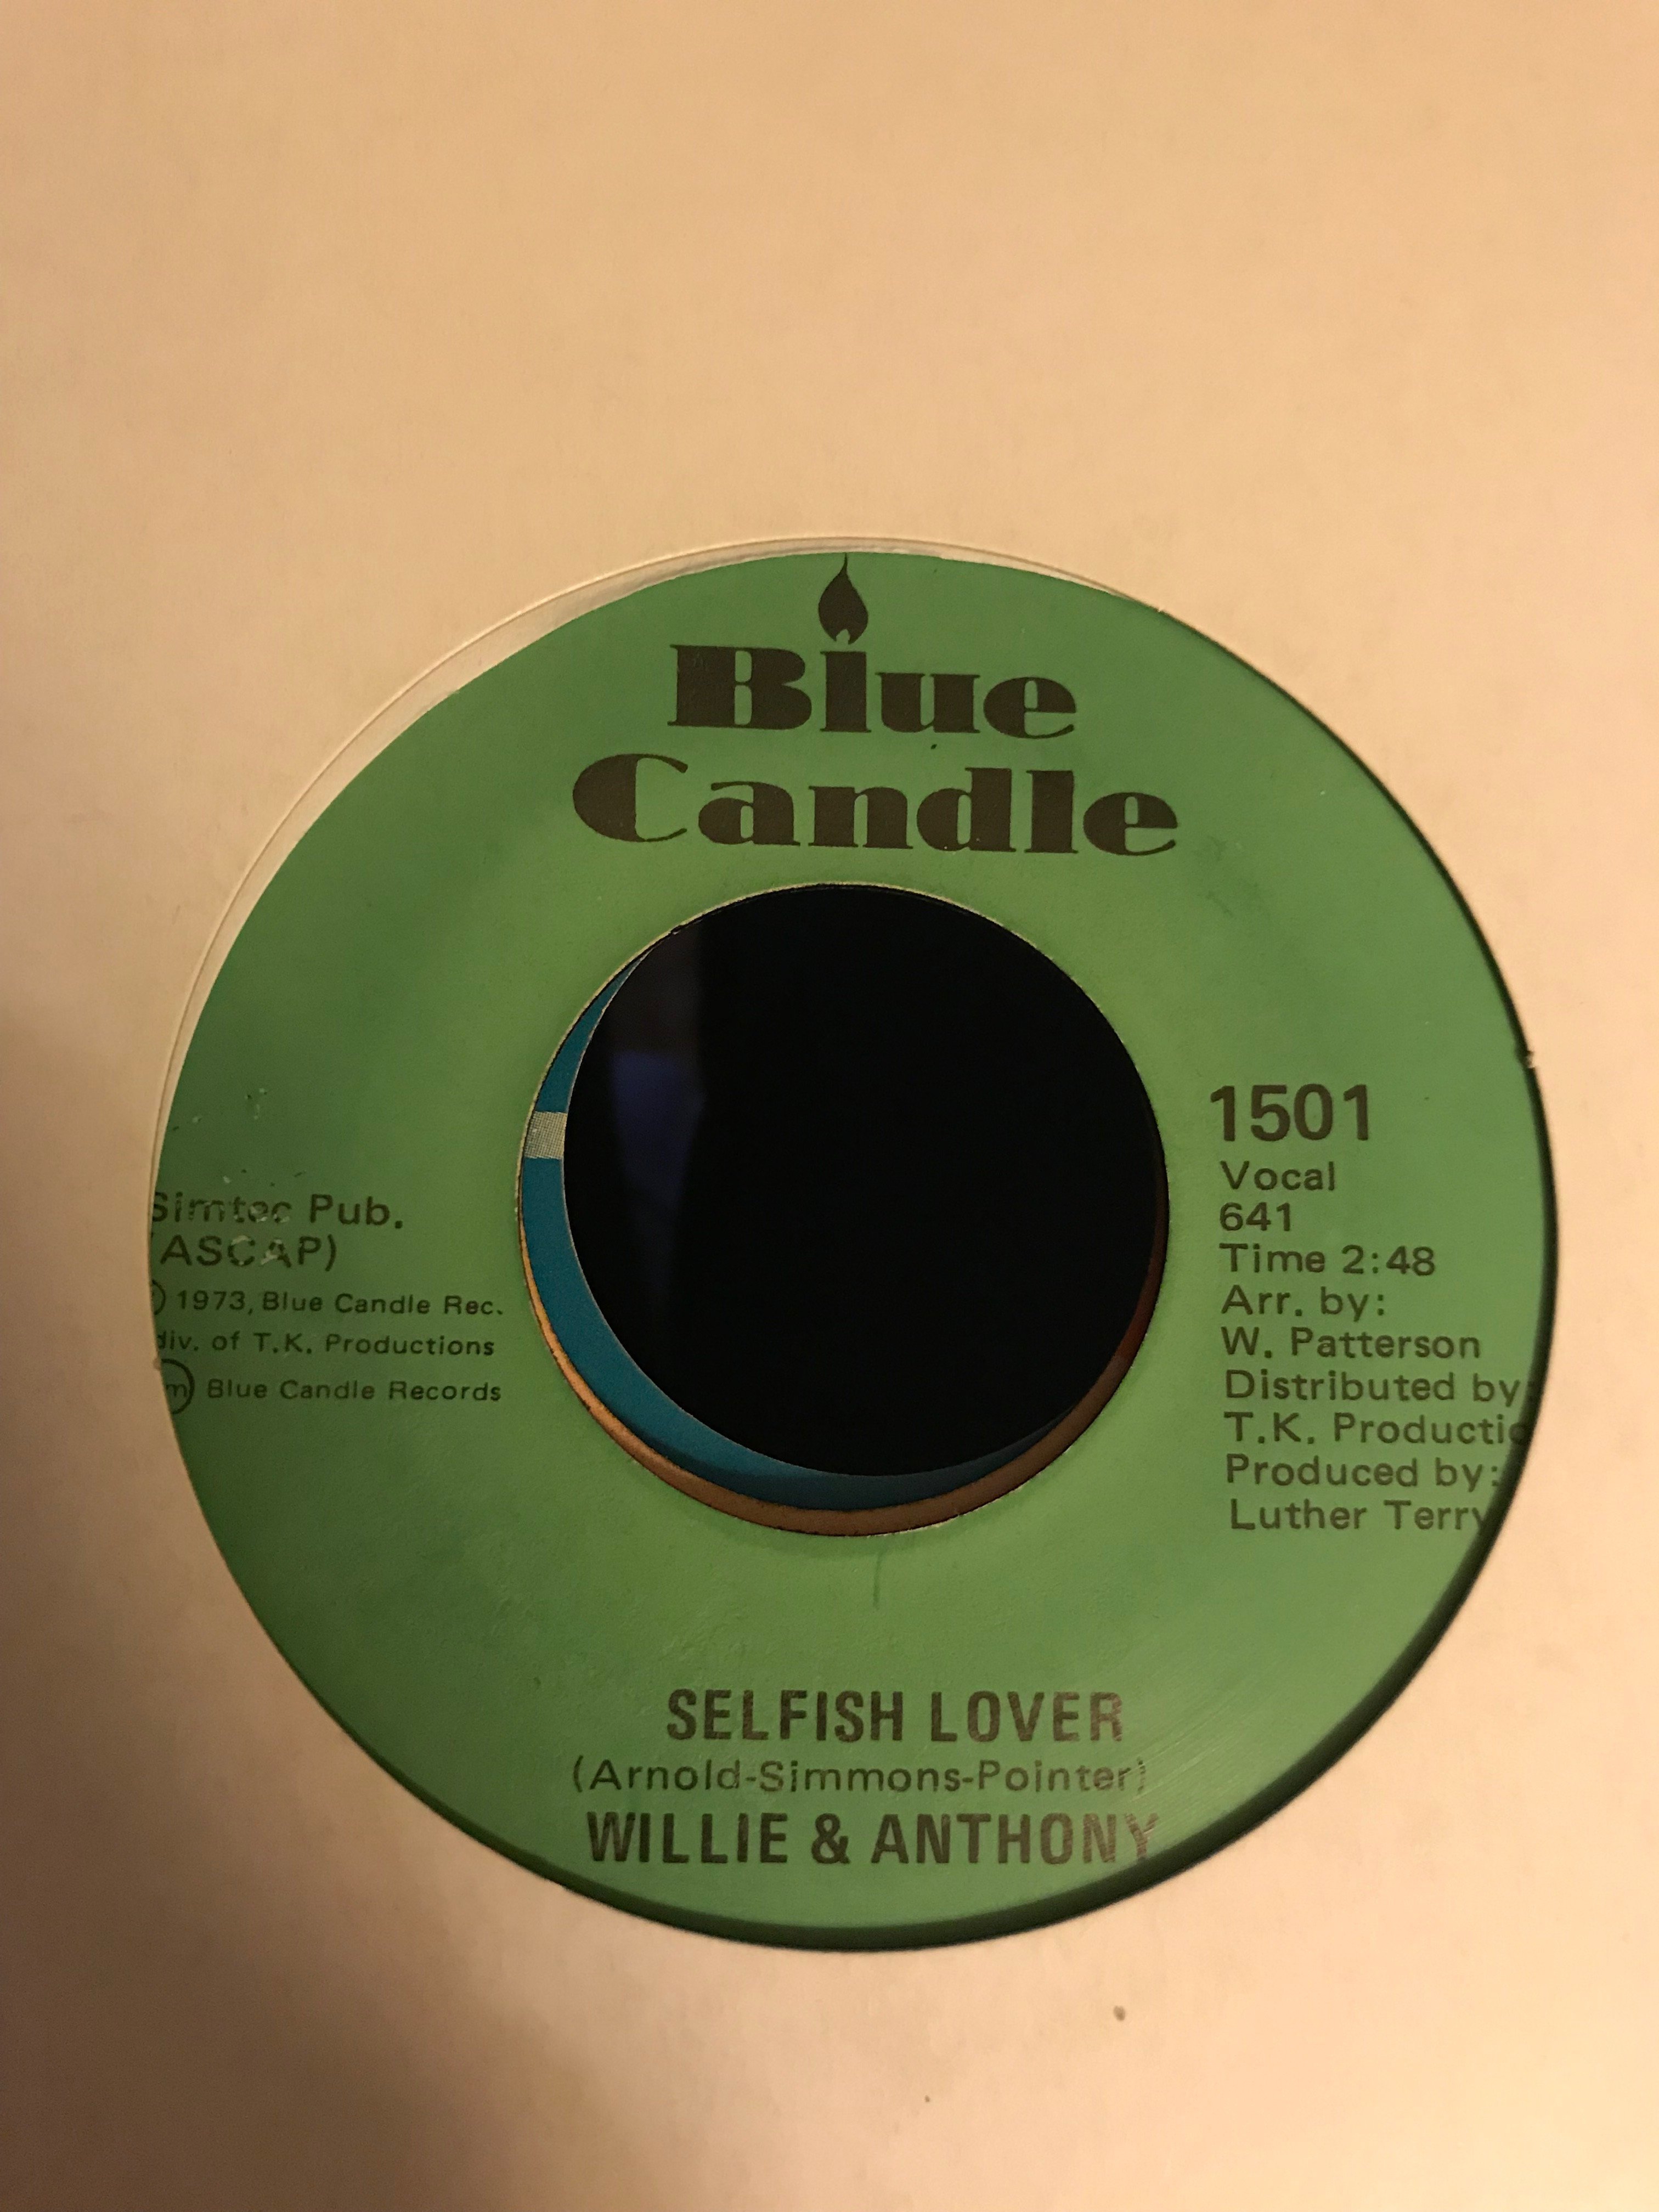 Blue
Candle
Simtec Pub.
(ASCAP)
1973, Blue Candle Rec.
div. of T.K. Productions
Blue Candle Records
1501
Vocal
641
Time 2:48
Arr. by:
W. Patterson
Distributed by
T.K. Productio
Produced by:
Luther Terry
SELFISH LOVER
(Arnold-Simmons-Pointer)
WILLIE & ANTHONY